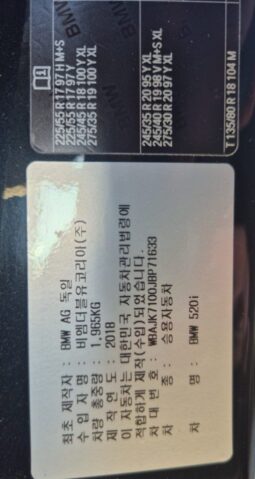 225/55 R 17 97 H M+S
225/55 R 17 97 Y
245/45 R 18 100 Y XL
275/35 R 19 100 Y XL
245/35 R 20 95 Y XL
245/40 R 19 98 V M+S XL
275/30 R 20 97 Y XL
T 135/80 R 18 104 M
BMW
최초 제작자 : BMW AG 독일
수 입 자 명 : 비엠더블유코리아(주)
차량 총중량 : 1,965KG
제 작 연 도 : 2018
이 자동차는 대한민국 자동차관리법령에
적합하게 제작(수입)되었습니다.
차 대 번 호 : WBAJK7100JBP71633
차 종 : 승용자동차
차 명 : BMW 520i